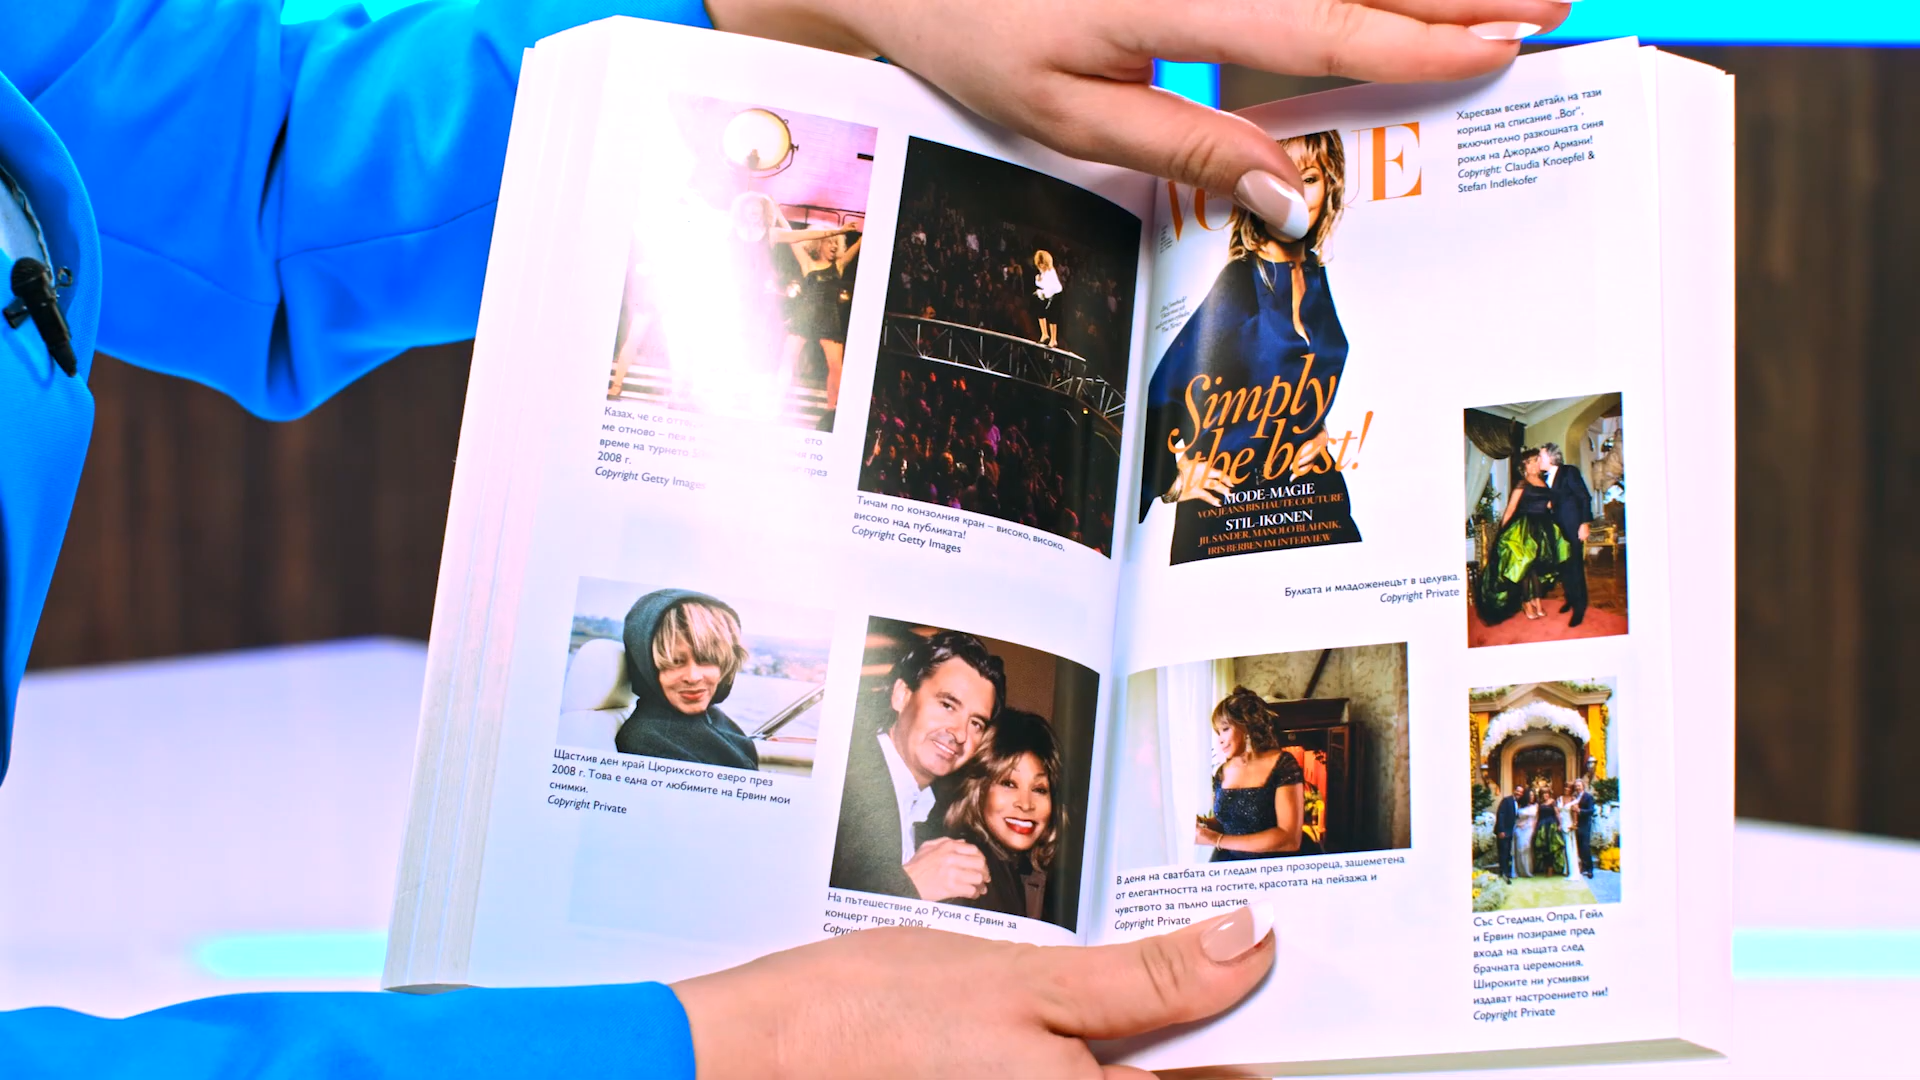 Казах, че се
ме отново –
ето
време на турнето
по
2008 г.
през
Copyright Getty Images
Тичам по конзолния кран – високо, високо,
високо над публиката!
Copyright Getty Images
Щастлив ден край Цюрихското езеро през
2008 г. Това е една от любимите на Ервин мои
снимки.
Copyright Private
На пътешествие до Русия с Ервин за
концерт през 2008 г.
VO UE
Simply
the best!
MODE-MAGIE
VON JEANS BIS HAUTE COUTURE
STIL-IKONEN
JIL SANDER, MANOLO BLAHNIK,
IRIS BERBEN IM INTERVIEW
Харесвам всеки детайл на тази
корица на списание „Вог“,
включително разкошната синя
рокля на Джорджо Армани!
Copyright: Claudia Knoepfel &
Stefan Indlekofer
Булката и младоженецът в целувка.
Copyright Private
В деня на сватбата си гледам през прозореца, зашеметена
от елегантността на гостите, красотата на пейзажа и
чувството за пълно щастие.
Copyright Private
Със Стедман, Опра, Гейл
и Ервин позираме пред
входа на къщата след
брачната церемония.
Широките ни усмивки
издават настроението ни!
Copyright Private